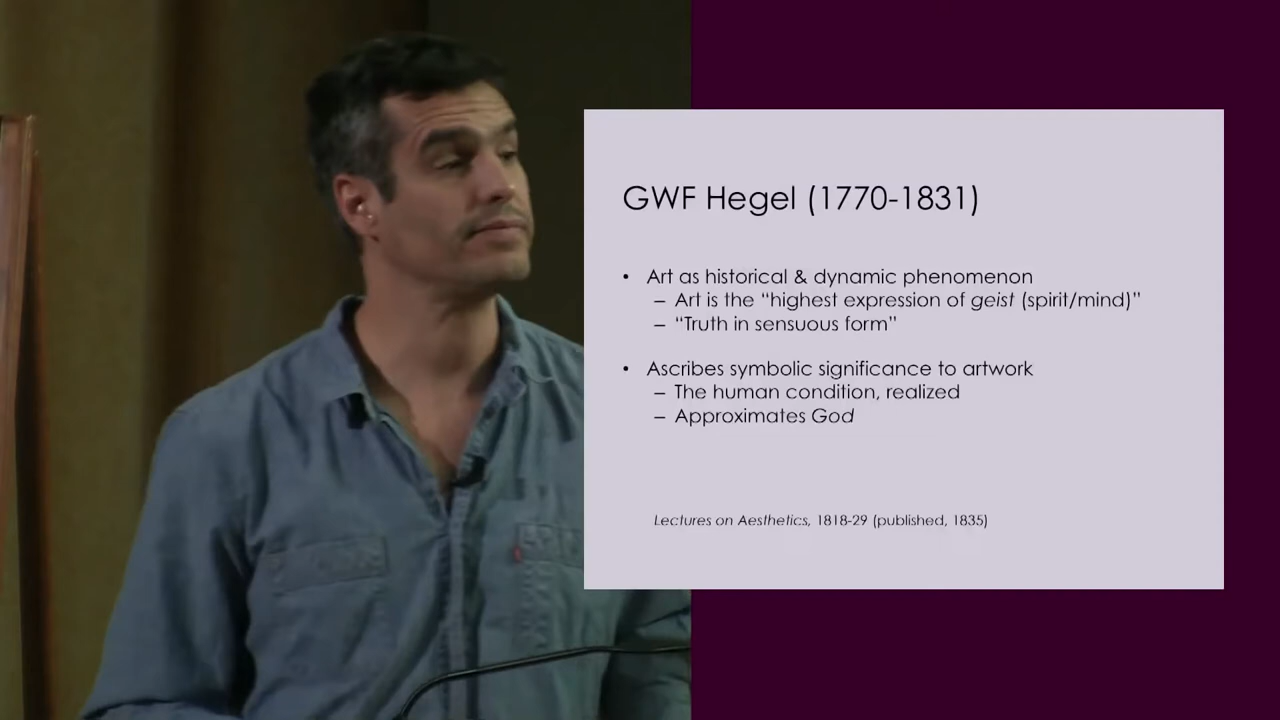 GWF Hegel (1770-1831)
• Art as historical & dynamic phenomenon
– Art is the “highest expression of geist (spirit/mind)”
– “Truth in sensuous form”
• Ascribes symbolic significance to artwork
– The human condition, realized
– Approximates God
Lectures on Aesthetics, 1818-29 (published, 1835)